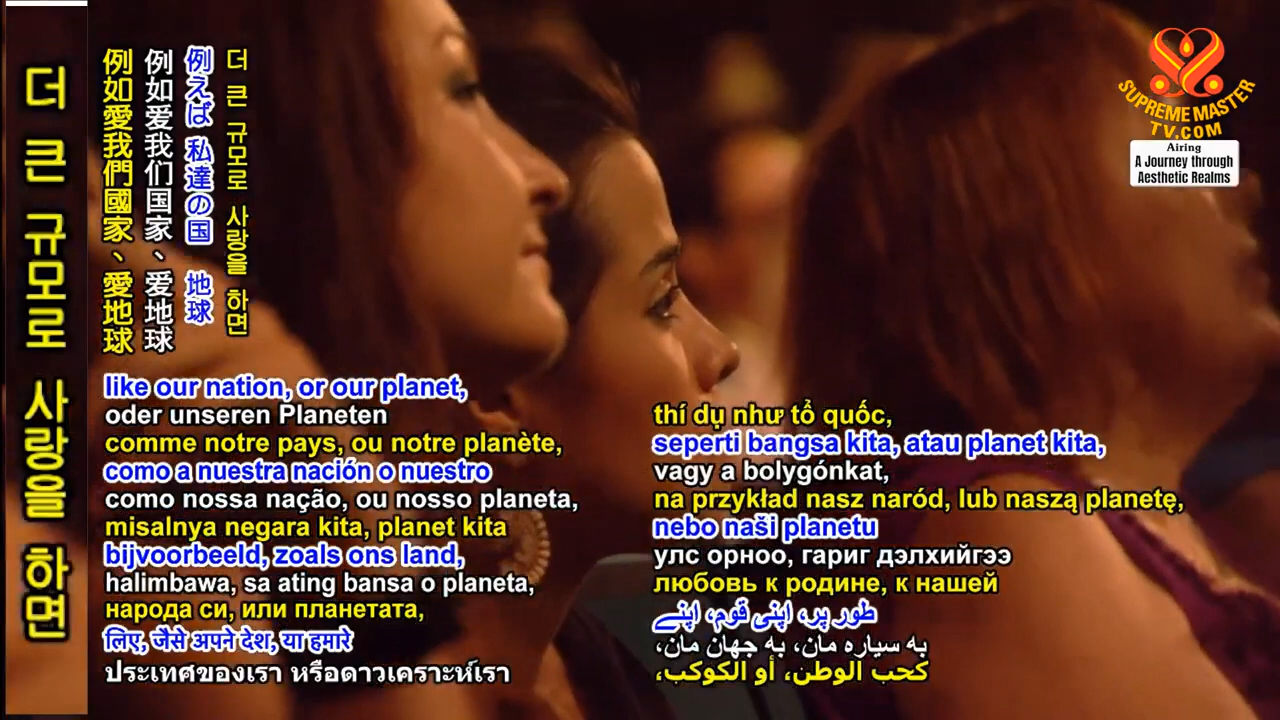 더 큰 규모로 사랑을 하면
例如愛我們國家、愛地球
例如爱我们国家、爱地球
例えば 私達の国 地球
더 큰 규모로 사랑을 하면
SUPREME MASTER
TV.COM
Airing
A Journey through
Aesthetic Realms
like our nation, or our planet,
oder unseren Planeten
comme notre pays, ou notre planète,
como a nuestra nación o nuestro
como nossa nação, ou nosso planeta,
misalnya negara kita, planet kita
bijvoorbeeld, zoals ons land,
halimbawa, sa ating bansa o planeta,
народа си, или планетата,
लिए, जैसे अपने देश, या हमारे
ประเทศของเรา หรือดาวเคราะห์เรา
thí dụ như tổ quốc,
seperti bangsa kita, atau planet kita,
vagy a bolygónkat,
na przykład nasz naród, lub naszą planetę,
nebo naši planetu
улс орноо, гариг дэлхийгээ
любовь к родине, к нашей
طور پر، اپنی قوم، اپنے
به سیاره مان، به جهان مان،
كحب الوطن، أو الكوكب،